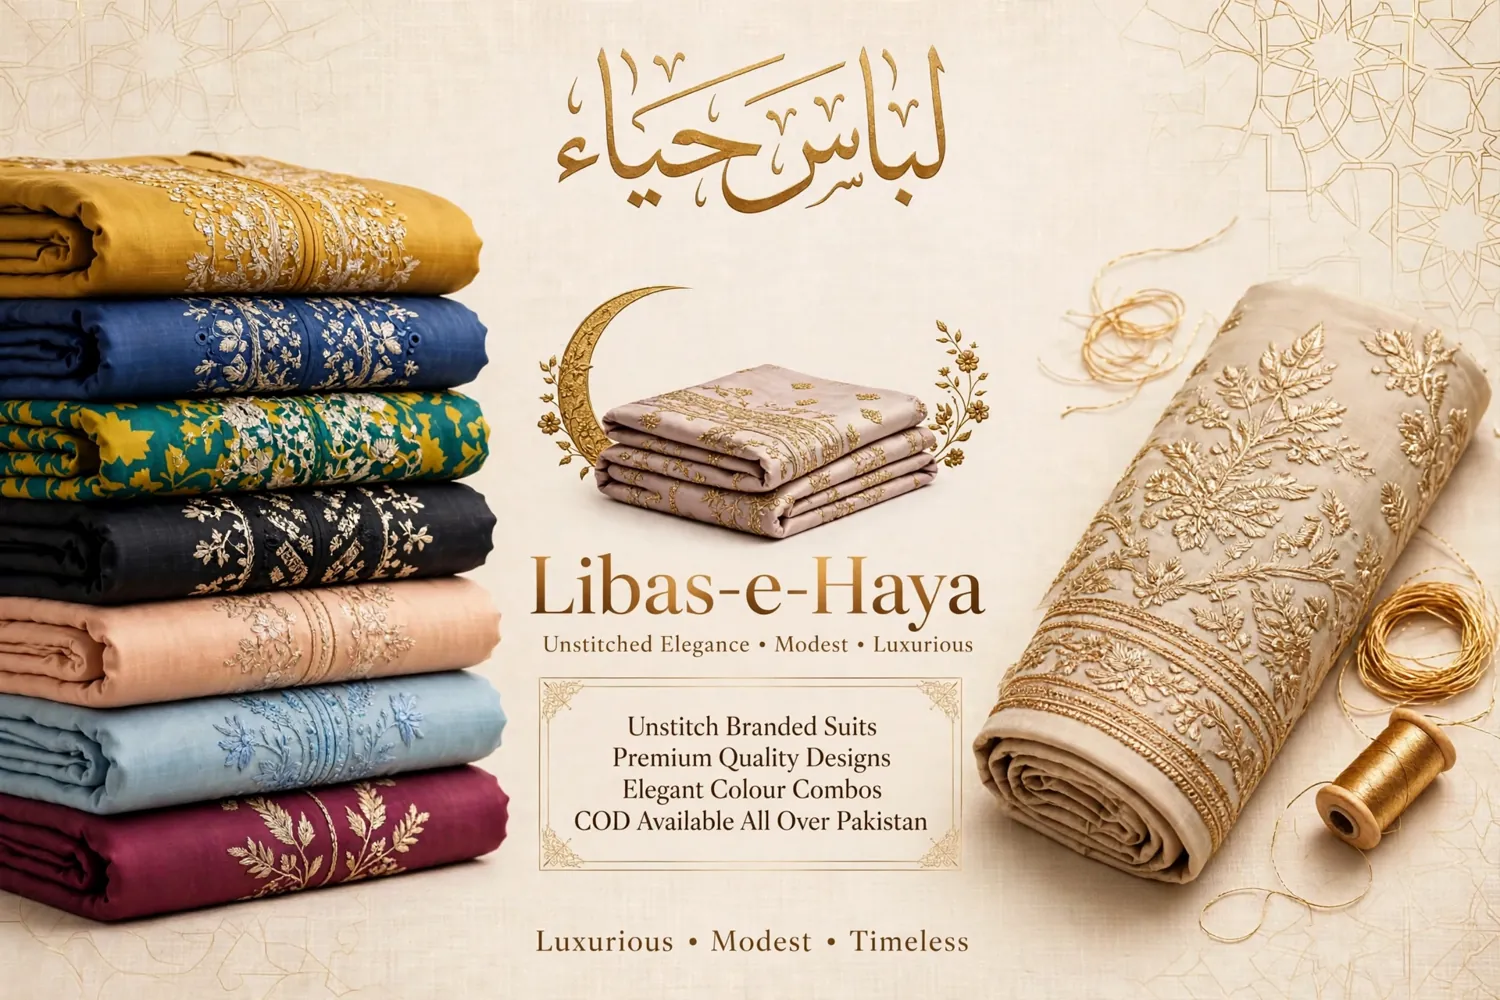 لباس حیاء
Libas-e-Haya
Unstitched Elegance • Modest • Luxurious
Unstitch Branded Suits
Premium Quality Designs
Elegant Colour Combos
COD Available All Over Pakistan
Luxurious • Modest • Timeless